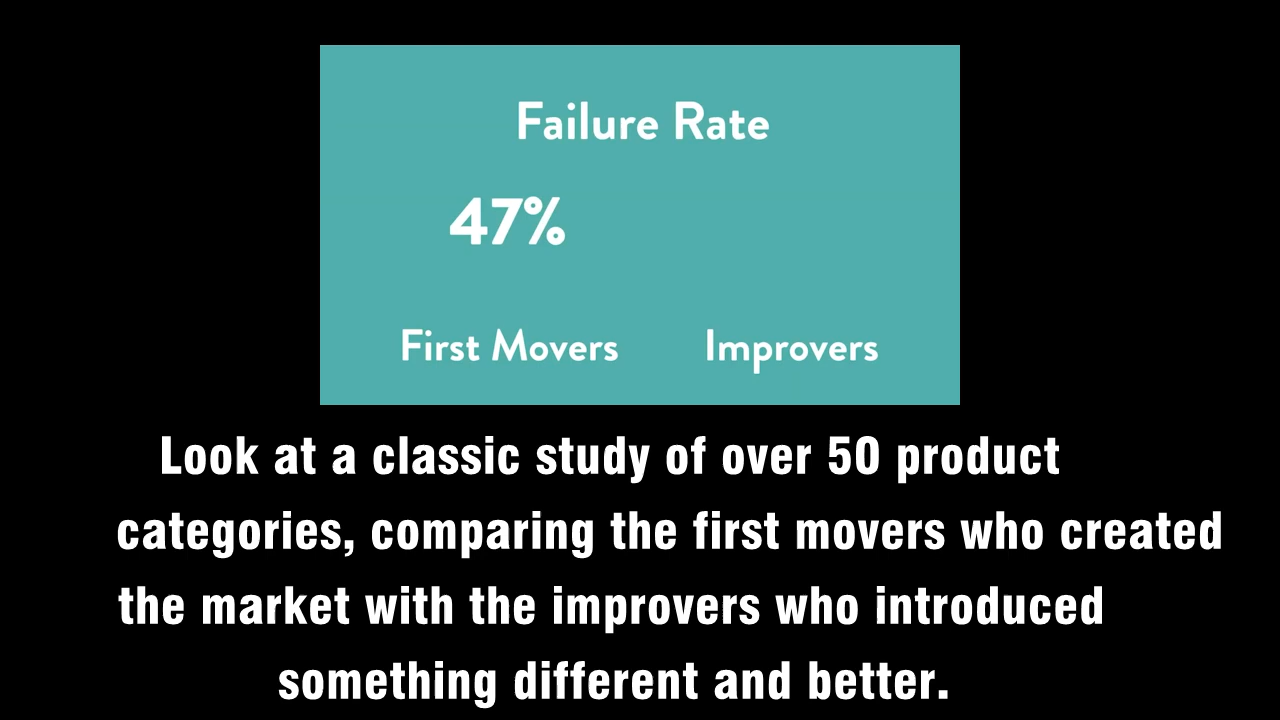 Failure Rate
47%
First Movers Improvers
Look at a classic study of over 50 product
categories, comparing the first movers who created
the market with the improvers who introduced
something different and better.